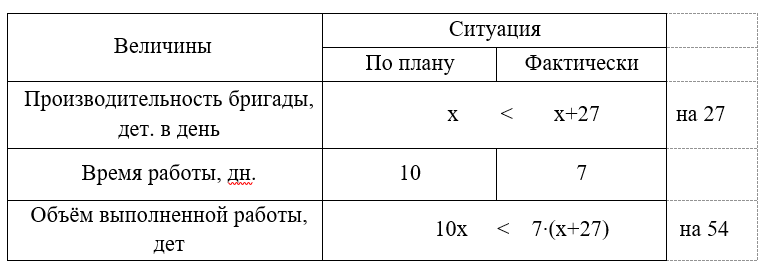 Величины
Ситуация
По плану
Фактически
Производительность бригады,
дет. в день
х < х+27
на 27
Время работы, дн.
10
7
Объём выполненной работы,
дет
10х < 7·(х+27)
на 54